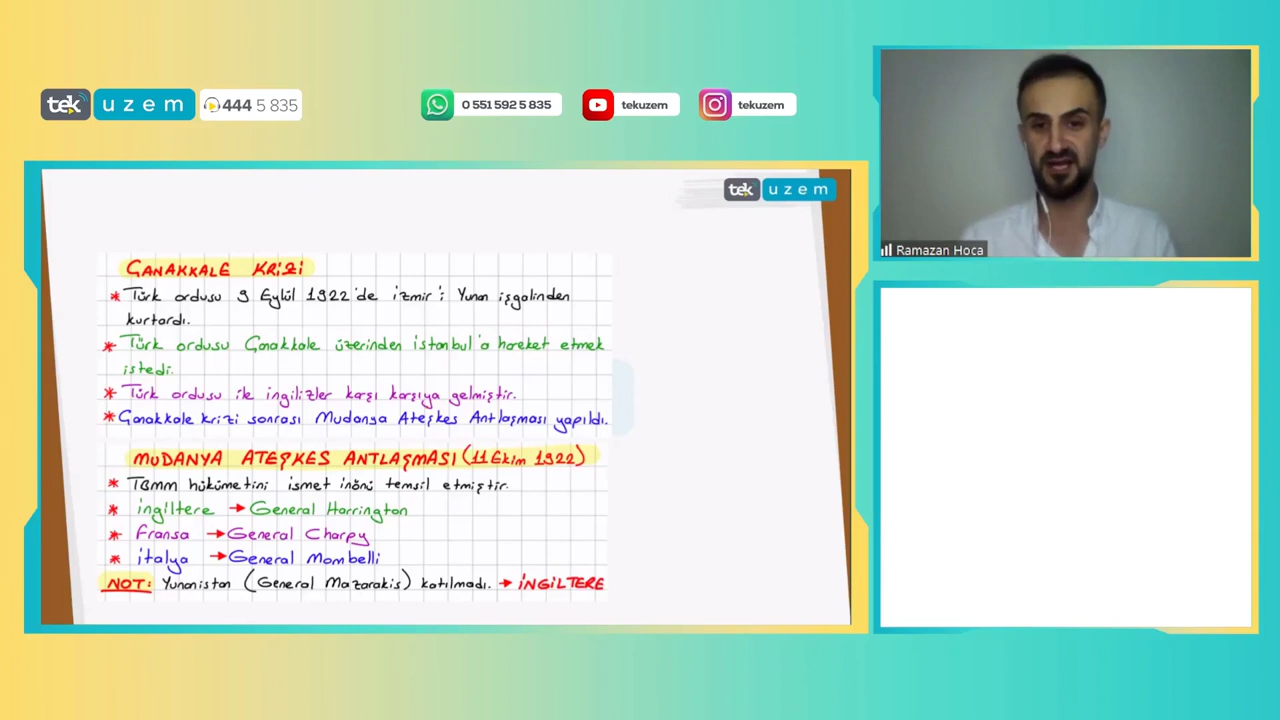 tek uzem 444 5 835
0 551 592 5 835
tekuzem
tekuzem
tek uzem
Ramazan Hoca
ÇANAKKALE KRİZİ
* Türk ordusu 9 Eylül 1922'de İzmir'i Yunan işgalinden
kurtardı.
* Türk ordusu Çanakkale üzerinden İstanbul'a hareket etmek
istedi.
* Türk ordusu ile İngilizler karşı karşıya gelmiştir.
* Çanakkale krizi sonrası Mudanya Ateşkes Antlaşması yapıldı.
MUDANYA ATEŞKES ANTLAŞMASI (11 Ekim 1922)
* TBMM hükümetini İsmet İnönü temsil etmiştir.
* İngiltere → General Harrington
* Fransa → General Charpy
* İtalya → General Mombelli
NOT: Yunanistan (General Mazarakis) katılmadı. → İNGİLTERE